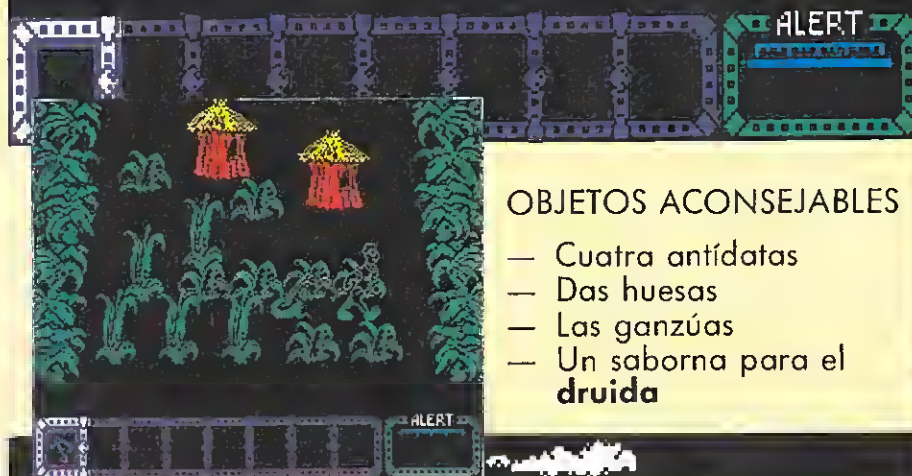 ALERT
OBJETOS ACONSEJABLES
— Cuatra antídatas
— Das huesas
— Las ganzúas
— Un saborna para el
druida
ALERT